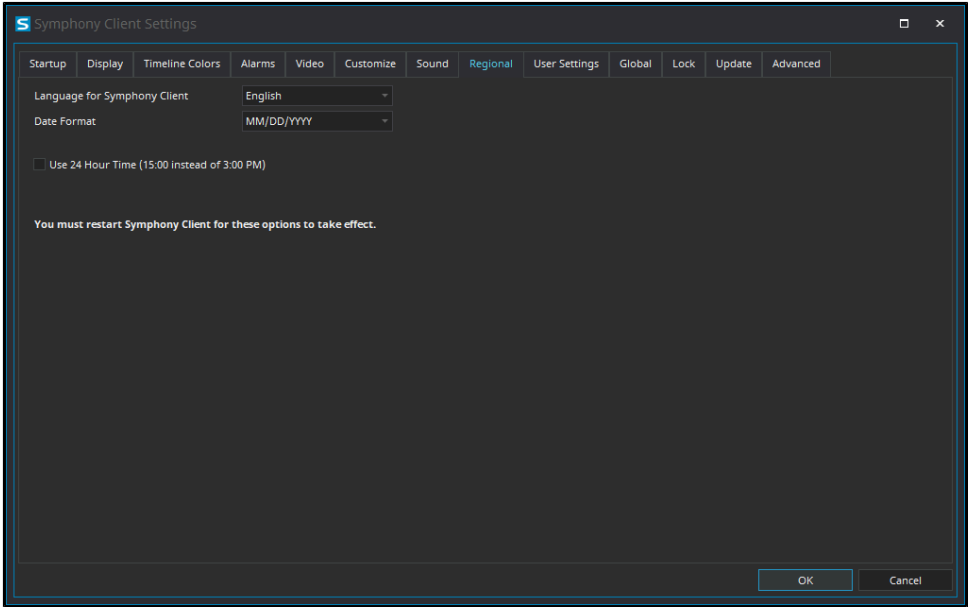 S Symphony Client Settings
Startup Display Timeline Colors Alarms Video Customize Sound Regional User Settings Global Lock Update Advanced
Language for Symphony Client English
Date Format MM/DD/YYYY
Use 24 Hour Time (15:00 instead of 3:00 PM)
You must restart Symphony Client for these options to take effect.
OK Cancel